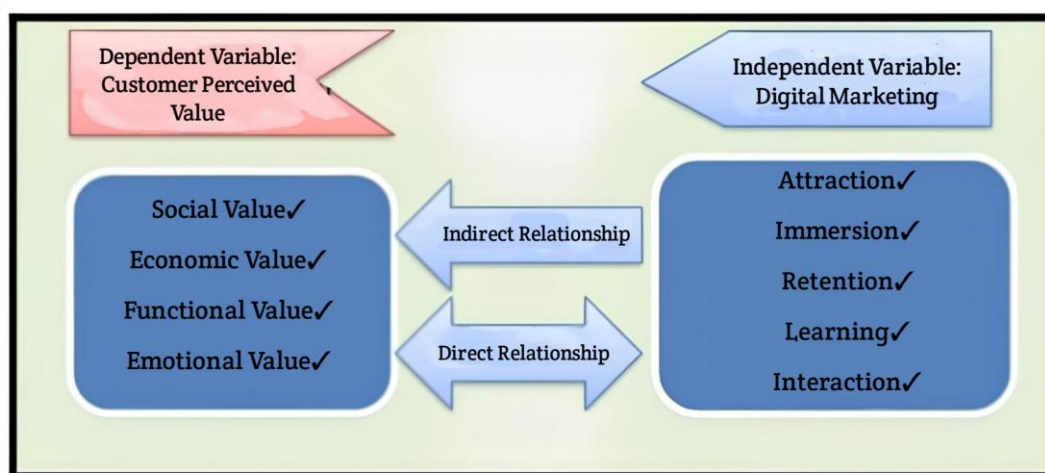 Dependent Variable:
Customer Perceived
Value
Independent Variable:
Digital Marketing
Social Value✓
Economic Value✓
Functional Value✓
Emotional Value✓
Indirect Relationship
Direct Relationship
Attraction✓
Immersion✓
Retention✓
Learning✓
Interaction✓